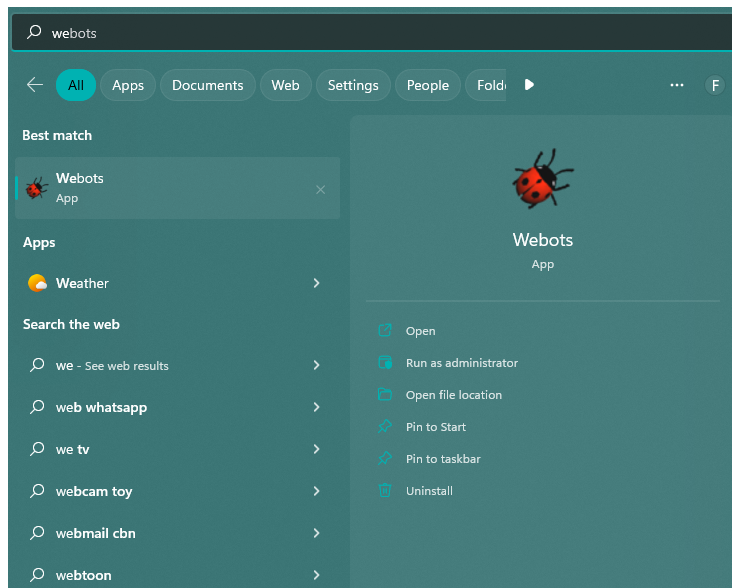 webots
All
Apps
Documents
Web
Settings
People
Folde
F
Best match
Webots
App
Apps
Weather
Search the web
we - See web results
web whatsapp
we tv
webcam toy
webmail cbn
webtoon
Webots
App
Open
Run as administrator
Open file location
Pin to Start
Pin to taskbar
Uninstall